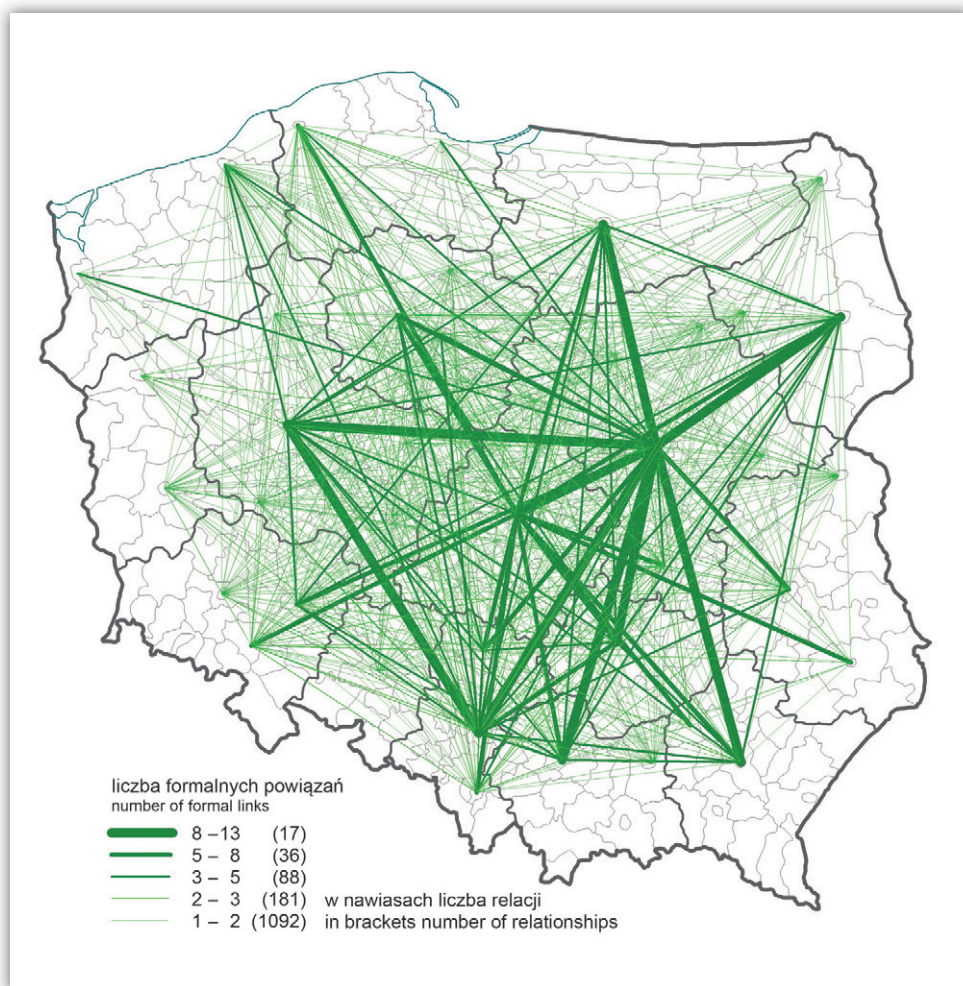 liczba formalnych powiązań
number of formal links
8 – 13 (17)
5 – 8 (36)
3 – 5 (88)
2 – 3 (181) w nawiasach liczba relacji
1 – 2 (1092) in brackets number of relationships